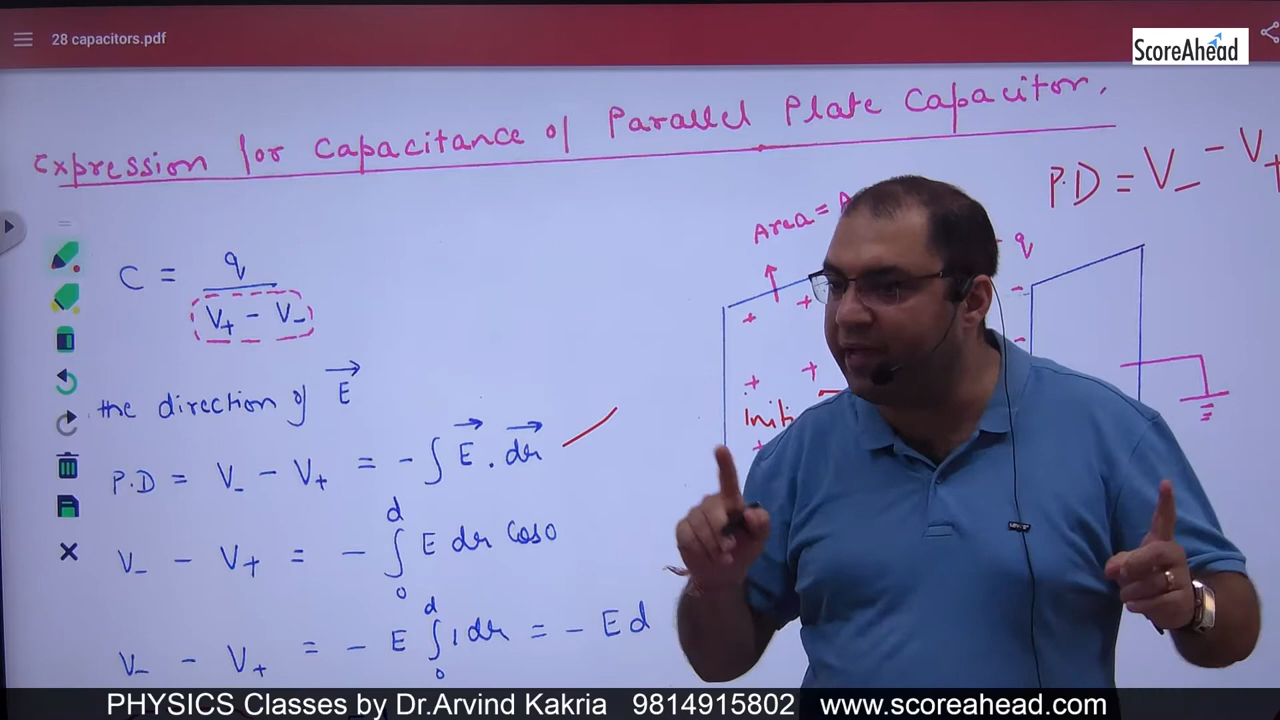 28 capacitors.pdf
ScoreAhead
Expression for Capacitance of Parallel Plate Capacitor.
P.D = V₋ - V₊
Area = A
q
C = q / (V₊ - V₋)
+ +
- 
+ +
-
the direction of E⃗
Initi
+
P.D = V₋ - V₊ = - ∫ E⃗ . dr⃗
V₋ - V₊ = - ∫₀ᵈ E dr Cos0
V₋ - V₊ = - E ∫₀ᵈ 1 dr = - E d
PHYSICS Classes by Dr.Arvind Kakria 9814915802 www.scoreahead.com